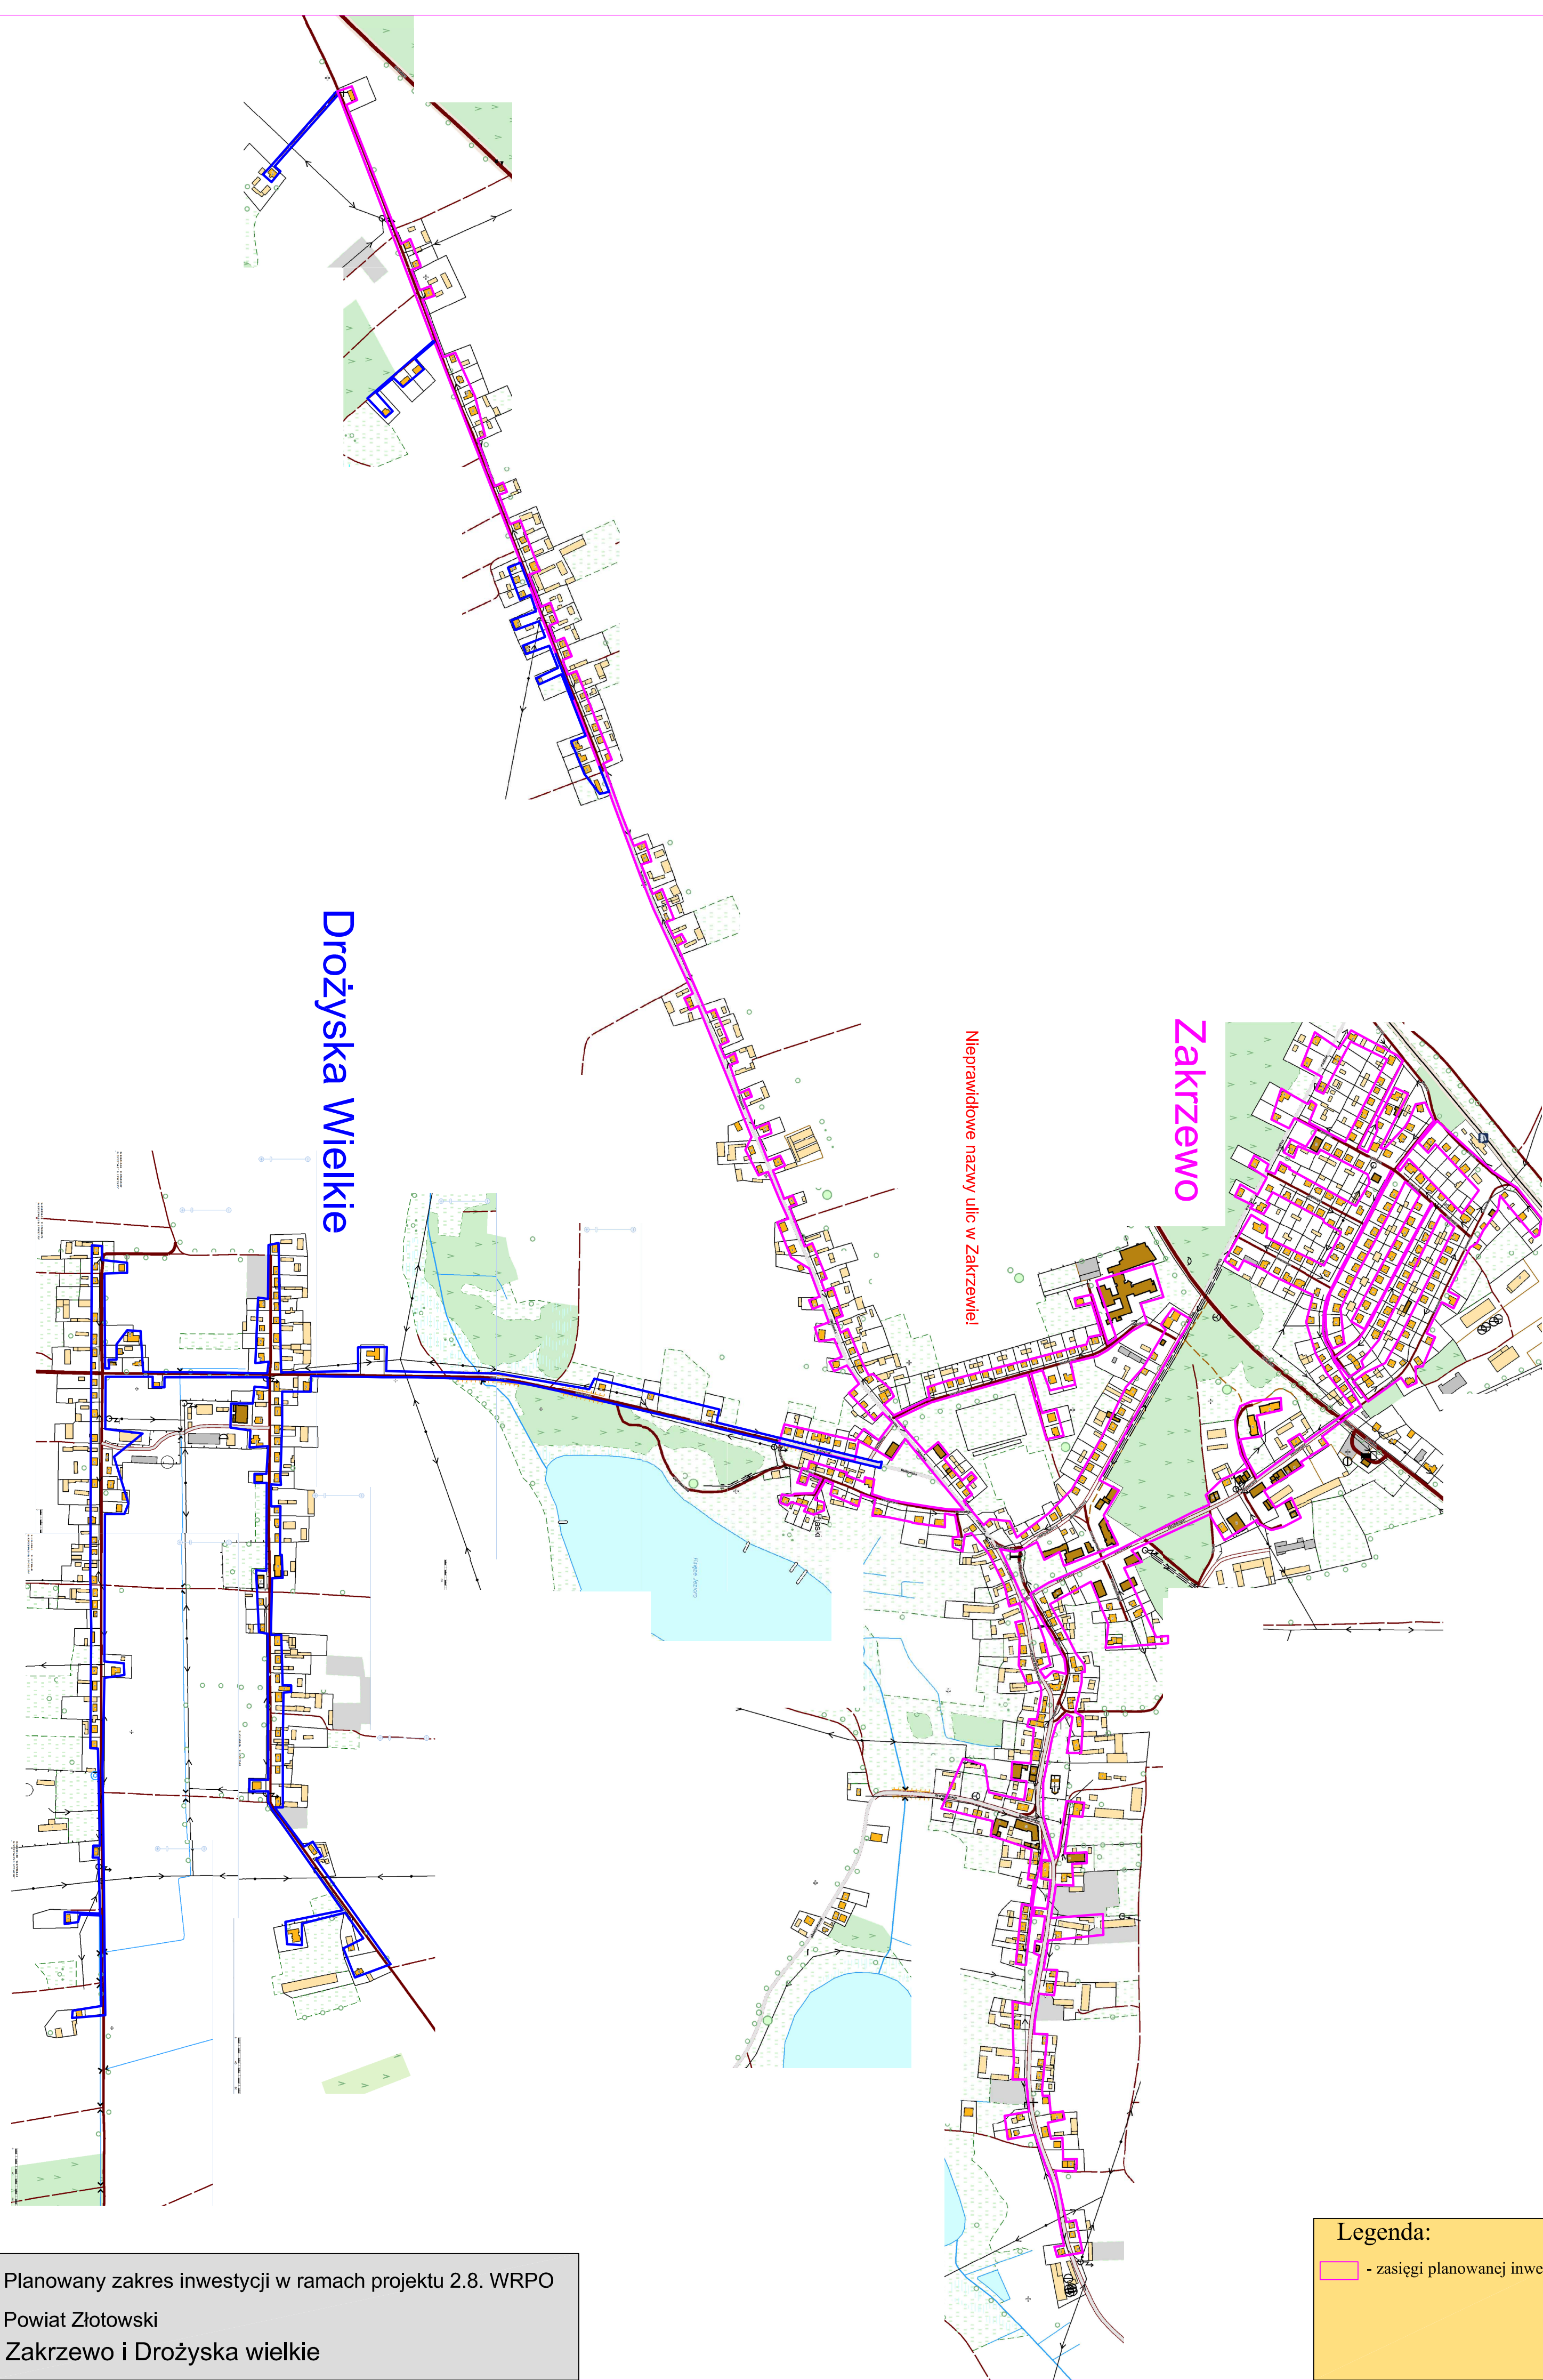 Drożyska Wielkie
Nieprawidłowe nazwy ulic w Zakrzewie!
Zakrzewo
Legenda:
- zasięgi planowanej inwe
Planowany zakres inwestycji w ramach projektu 2.8. WRPO
Powiat Złotowski
Zakrzewo i Drożyska wielkie